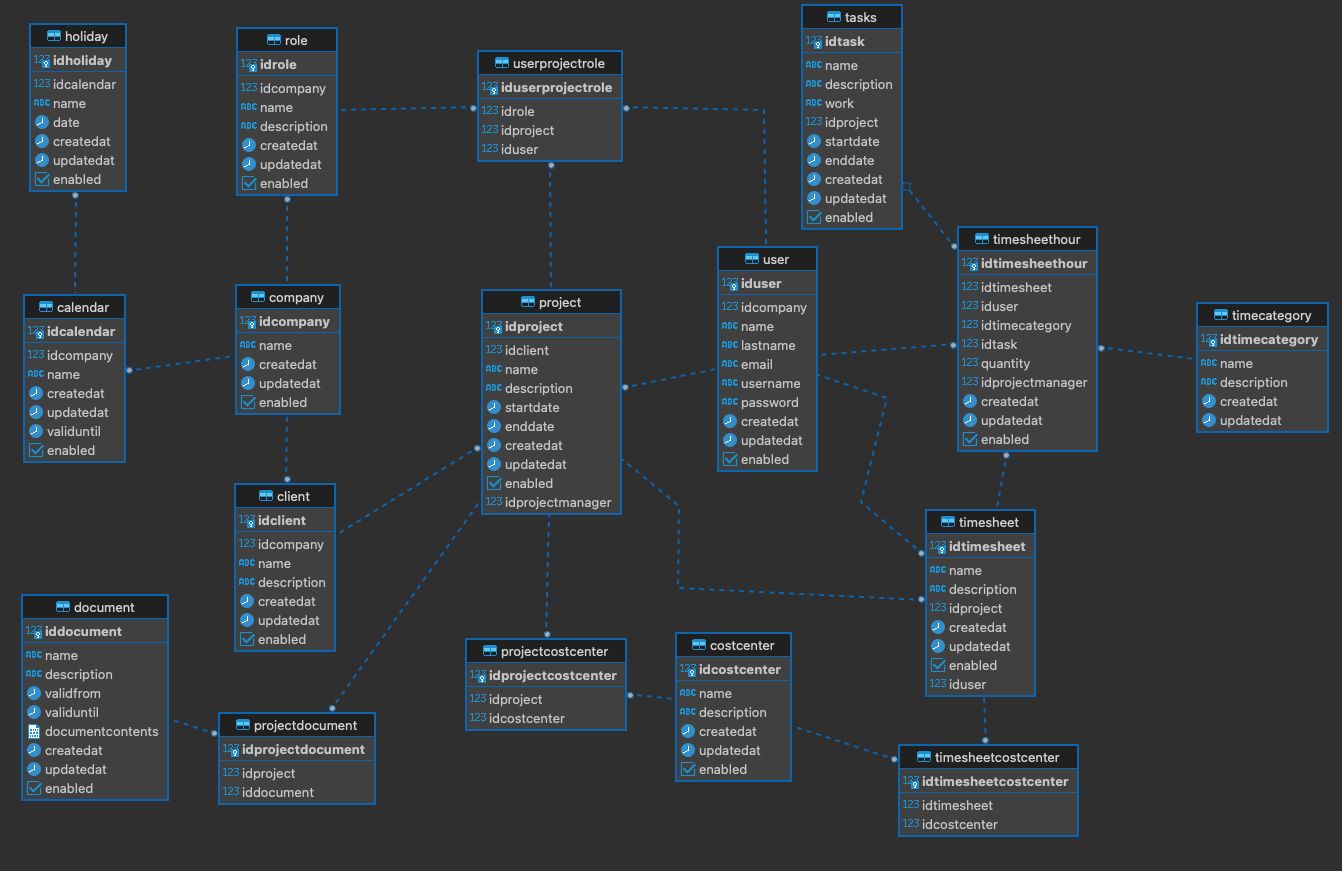 holiday
idholiday
idcalendar
name
date
createdat
updatedat
enabled
role
idrole
idcompany
name
description
createdat
updatedat
enabled
userprojectrole
iduserprojectrole
idrole
idproject
iduser
tasks
idtask
name
description
work
idproject
startdate
enddate
createdat
updatedat
enabled
calendar
idcalendar
idcompany
name
createdat
updatedat
validuntil
enabled
company
idcompany
name
createdat
updatedat
enabled
project
idproject
idclient
name
description
startdate
enddate
createdat
updatedat
enabled
idprojectmanager
user
iduser
idcompany
name
lastname
email
username
password
createdat
updatedat
enabled
timesheethour
idtimesheethour
idtimesheet
iduser
idtimecategory
idtask
quantity
idprojectmanager
createdat
updatedat
enabled
timecategory
idtimecategory
name
description
createdat
updatedat
client
idclient
idcompany
name
description
createdat
updatedat
enabled
timesheet
idtimesheet
name
description
idproject
createdat
updatedat
enabled
iduser
document
iddocument
name
description
validfrom
validuntil
documentcontents
createdat
updatedat
enabled
projectdocument
idprojectdocument
idproject
iddocument
projectcostcenter
idprojectcostcenter
idproject
idcostcenter
costcenter
idcostcenter
name
description
createdat
updatedat
enabled
timesheetcostcenter
idtimesheetcostcenter
idtimesheet
idcostcenter